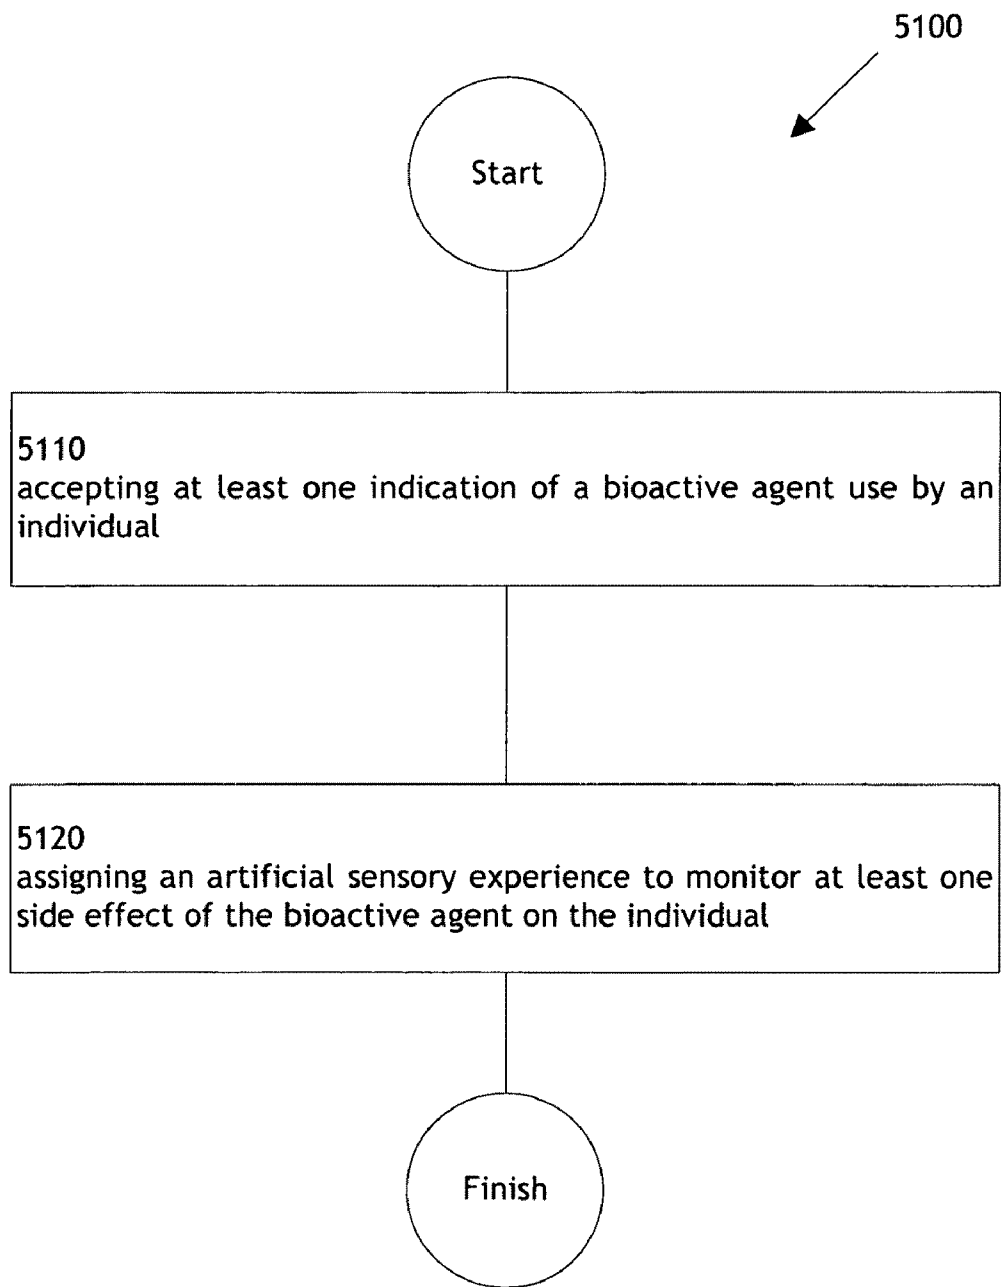 5100
Start
5110
accepting at least one indication of a bioactive agent use by an
individual
5120
assigning an artificial sensory experience to monitor at least one
side effect of the bioactive agent on the individual
Finish